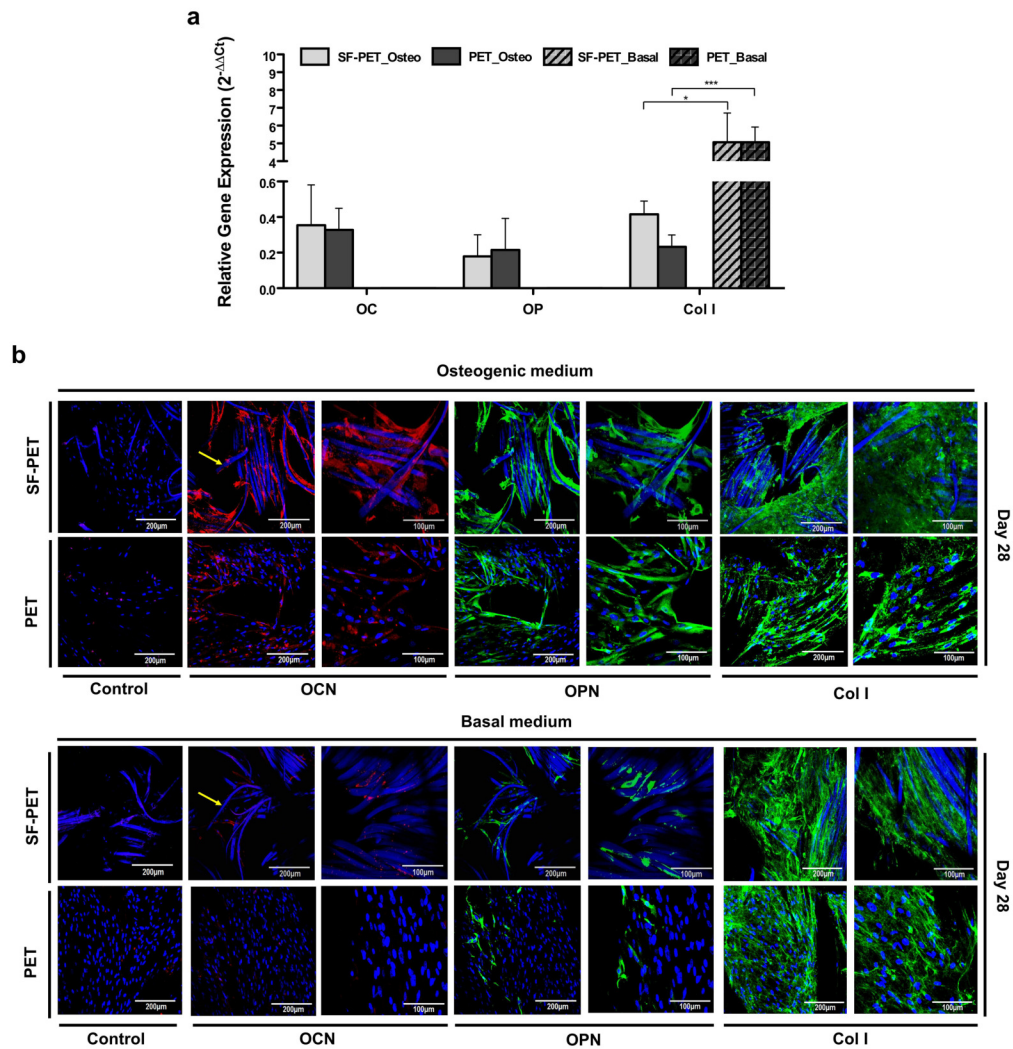 a
SF-PET_Osteo PET_Osteo SF-PET_Basal PET_Basal
Relative Gene Expression (2^-ΔΔCt)
10
9
8
7
6
5
4
0.6
0.4
0.2
0.0
***
*
OC OP Col I
b
Osteogenic medium
SF-PET
200µm 200µm 100µm 200µm 100µm 200µm 100µm
PET
200µm 200µm 100µm 200µm 100µm 200µm 100µm
Day 28
Control OCN OPN Col I
Basal medium
SF-PET
200µm 200µm 100µm 200µm 100µm 200µm 100µm
PET
200µm 200µm 100µm 200µm 100µm 200µm 100µm
Day 28
Control OCN OPN Col I